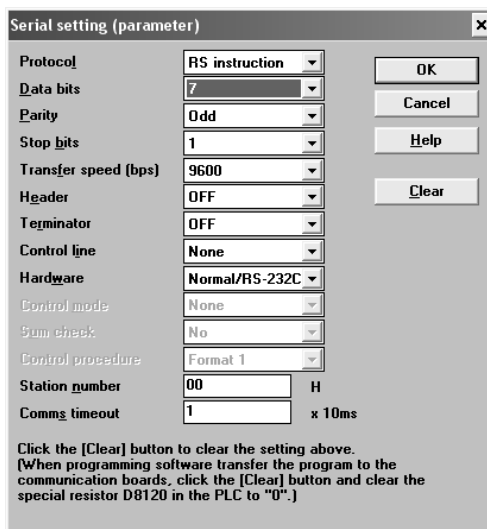 Serial setting (parameter)
Protocol RS instruction OK
Data bits 7 Cancel
Parity Odd
Stop bits 1 Help
Transfer speed (bps) 9600
Header OFF Clear
Terminator OFF
Control line None
Hardware Normal/RS-232C
Control mode None
Sum check No
Control procedure Format 1
Station number 00 H
Comms timeout 1 x 10ms
Click the [Clear] button to clear the setting above.
(When programming software transfer the program to the
communication boards, click the [Clear] button and clear the
special resistor D8120 in the PLC to "0".)